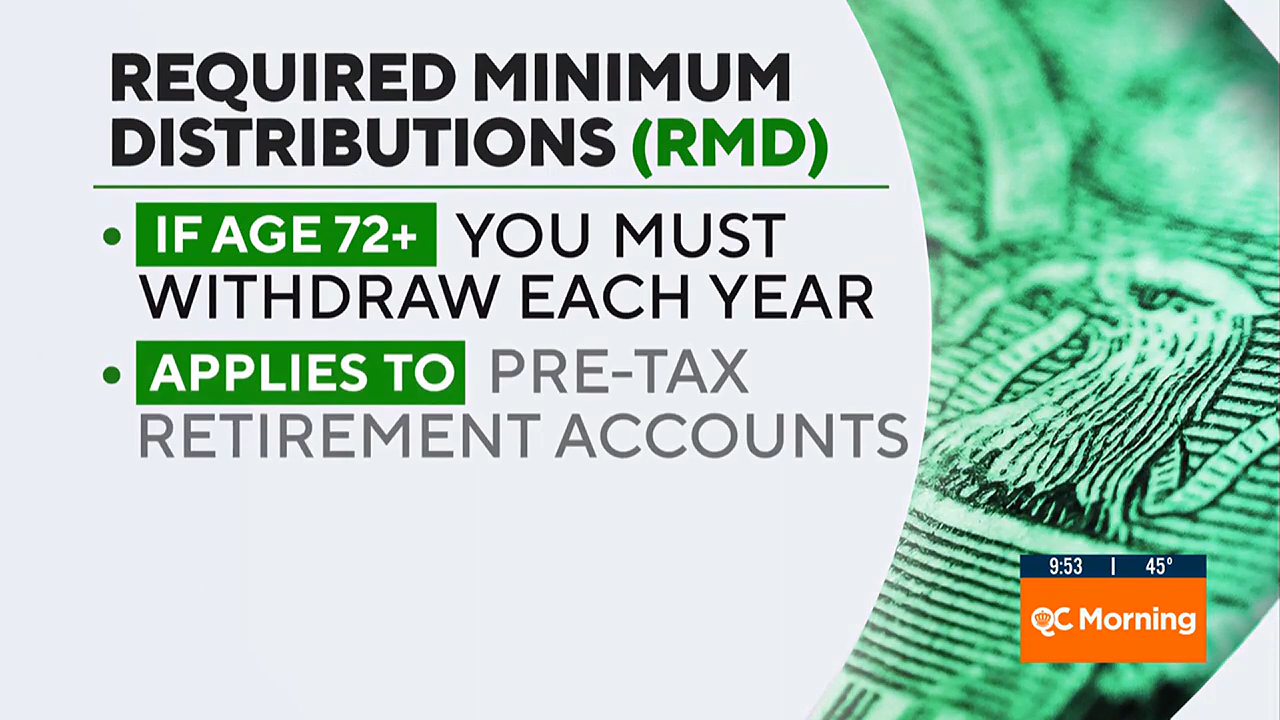 REQUIRED MINIMUM
DISTRIBUTIONS (RMD)
• IF AGE 72+ YOU MUST
WITHDRAW EACH YEAR
• APPLIES TO PRE-TAX
RETIREMENT ACCOUNTS
9:53 | 45°
QC Morning